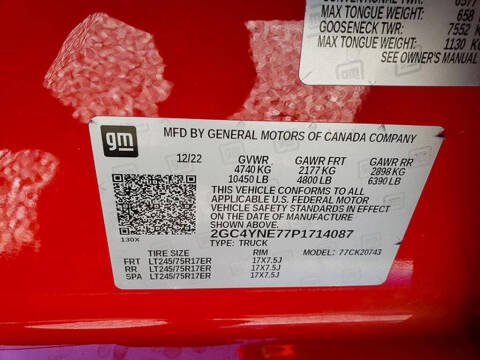 MAX TONGUE WEIGHT: 658
GOOSENECK TWR: 7552 K
MAX TONGUE WEIGHT: 1130 KG
SEE OWNER'S MANUAL
gm
MFD BY GENERAL MOTORS OF CANADA COMPANY
12/22 GVWR GAWR FRT GAWR RR
4740 KG 2177 KG 2898 KG
10450 LB 4800 LB 6390 LB
THIS VEHICLE CONFORMS TO ALL
APPLICABLE U.S. FEDERAL MOTOR
VEHICLE SAFETY STANDARDS IN
EFFECT ON THE DATE OF MANUFACTURE
SHOWN ABOVE.
130X
2GC4YNE77P1714087
TYPE: TRUCK MODEL: 77CK20743
TIRE SIZE RIM
FRT LT245/75R17ER 17X7.5J
RR LT245/75R17ER 17X7.5J
SPA LT245/75R17ER 17X7.5J